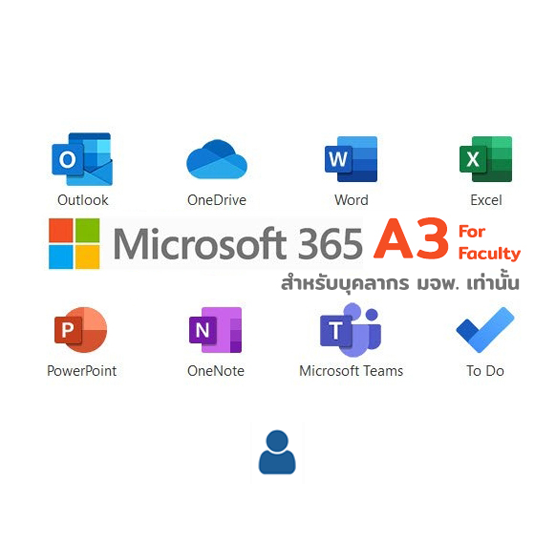 Outlook OneDrive Word Excel
Microsoft 365 A3 For Faculty
สำหรับบุคลากร มจพ. เท่านั้น
PowerPoint OneNote Microsoft Teams To Do